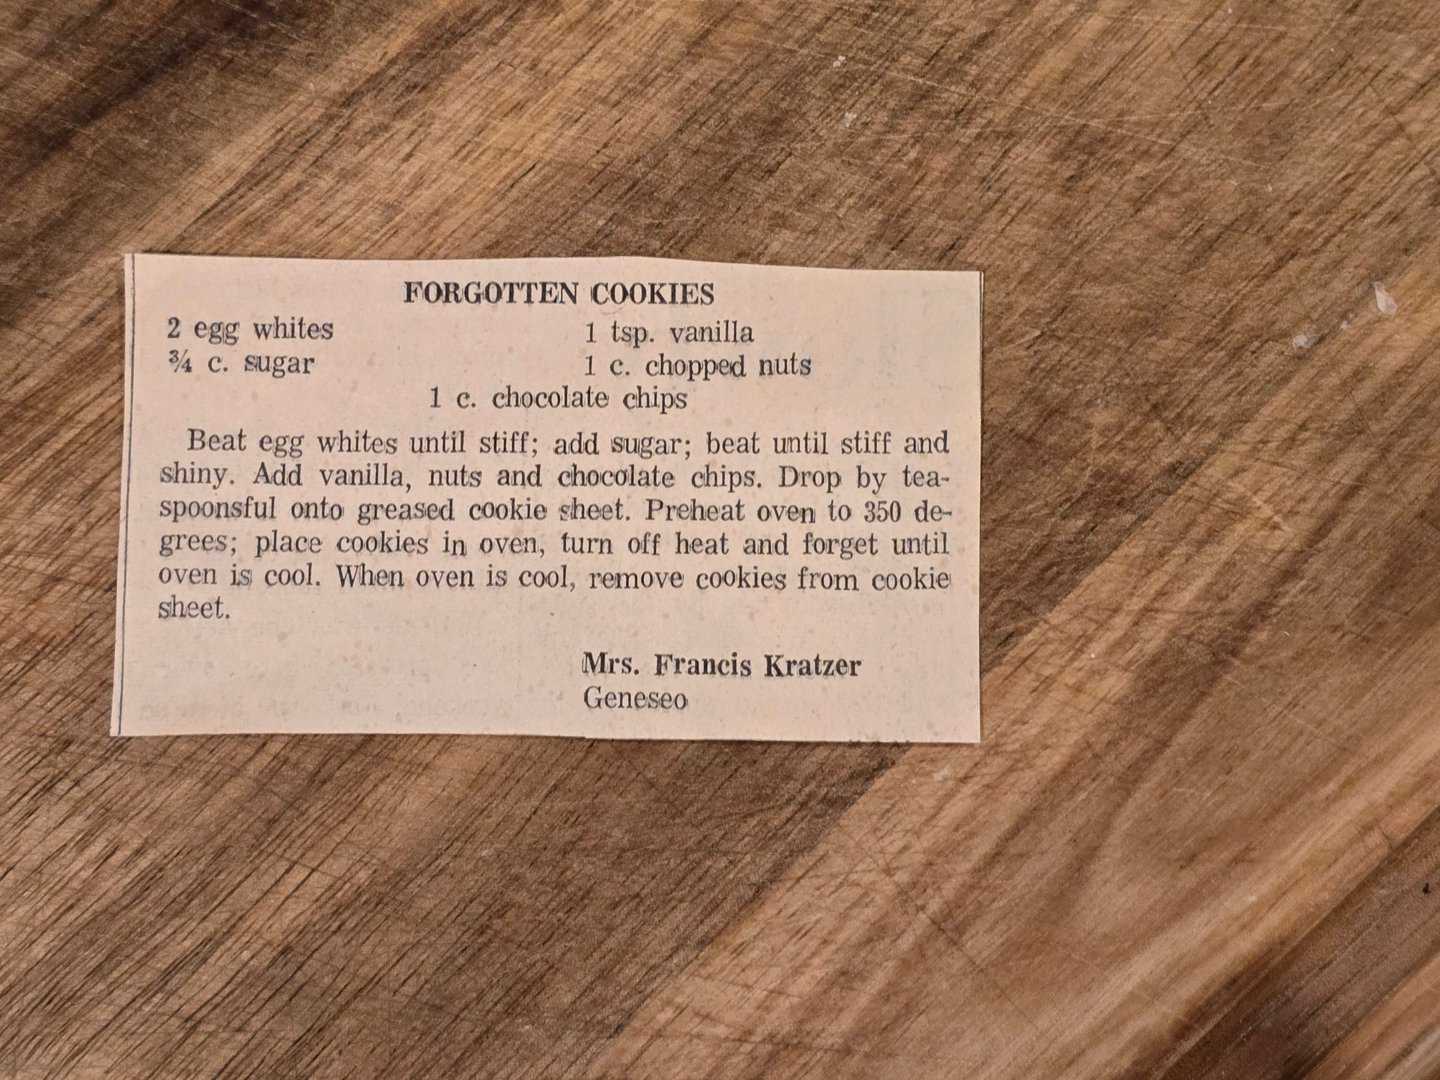 FORGOTTEN COOKIES
2 egg whites 1 tsp. vanilla
¾ c. sugar 1 c. chopped nuts
1 c. chocolate chips
Beat egg whites until stiff; add sugar; beat until stiff and
shiny. Add vanilla, nuts and chocolate chips. Drop by tea-
spoonsful onto greased cookie sheet. Preheat oven to 350 de-
grees; place cookies in oven, turn off heat and forget until
oven is cool. When oven is cool, remove cookies from cookie
sheet.
Mrs. Francis Kratzer
Geneseo